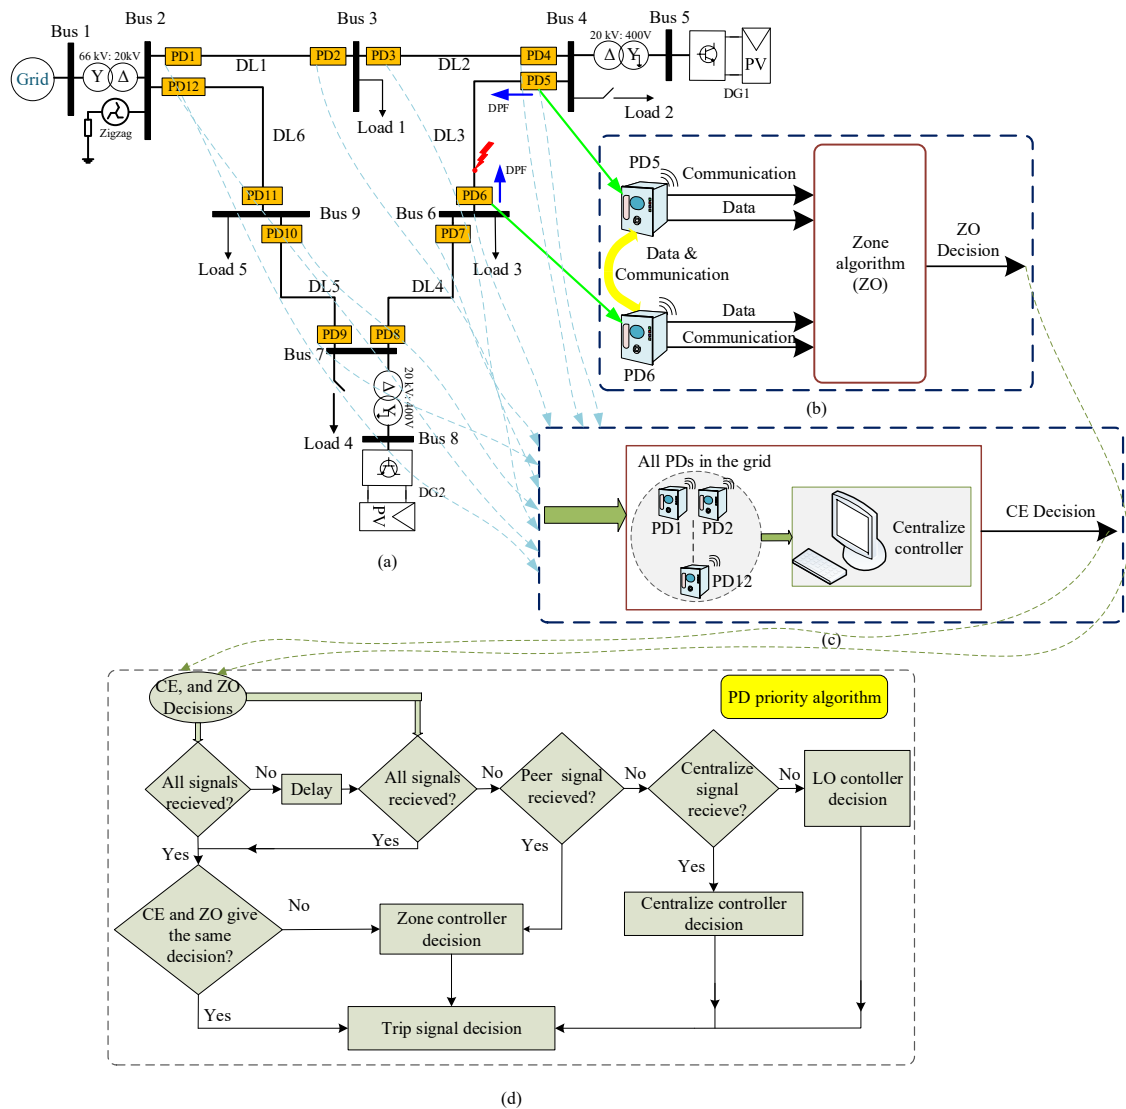 Bus 1
Bus 2
Bus 3
Bus 4
Bus 5
Grid
66 kV: 20kV
Y
Δ
Zigzag
PD1
DL1
PD2
PD3
DL2
PD4
20 kV: 400V
Δ
Y
PV
DG1
PD12
PD5
DPF
Load 1
Load 2
DL6
DL3
DPF
PD11
PD6
Bus 9
Bus 6
PD10
PD7
Load 5
Load 3
DL5
DL4
PD9
PD8
Bus 7
20 kV: 400V
Δ
Y
Load 4
Bus 8
DG2
PV
(a)
PD5
Communication
Data
Data &
Communication
Data
Communication
PD6
Zone
algorithm
(ZO)
ZO
Decision
(b)
All PDs in the grid
PD1
PD2
PD12
Centralize
controller
CE Decision
(c)
CE, and ZO
Decisions
PD priority algorithm
All signals
recieved?
No
Delay
All signals
recieved?
No
Peer signal
recieved?
No
Centralize
signal
recieve?
No
LO contoller
decision
Yes
Yes
Yes
Yes
CE and ZO give
the same
decision?
No
Zone controller
decision
Centralize controller
decision
Yes
Trip signal decision
(d)